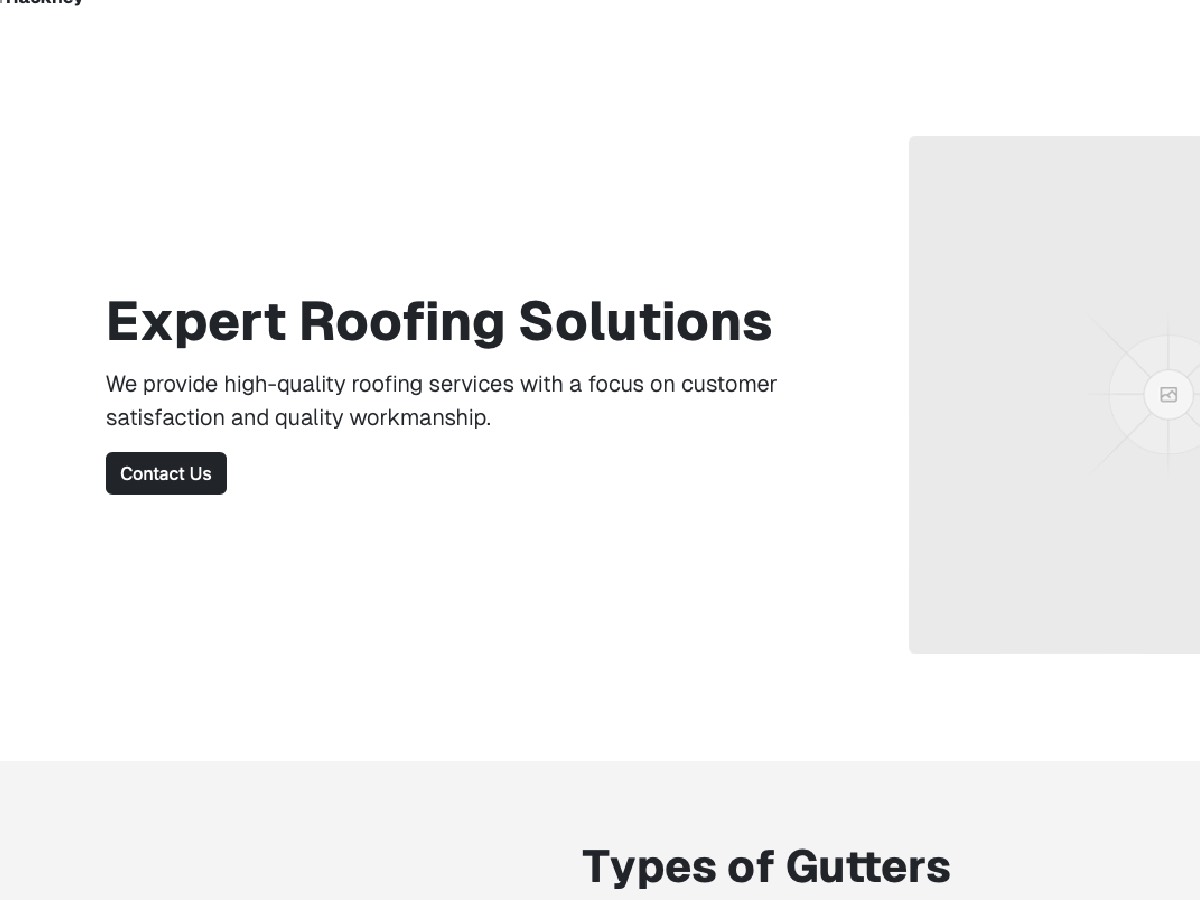 Hackney
Expert Roofing Solutions
We provide high-quality roofing services with a focus on customer
satisfaction and quality workmanship.
Contact Us
Types of Gutters